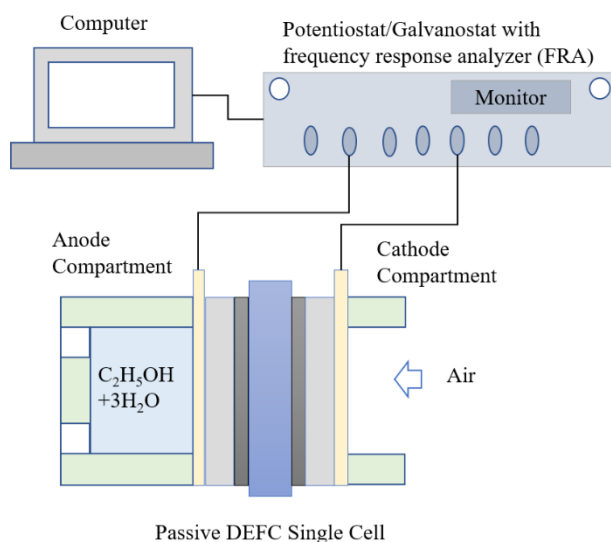 Computer
Potentiostat/Galvanostat with
frequency response analyzer (FRA)
Monitor
Anode
Compartment
Cathode
Compartment
C₂H₅OH
+3H₂O
Air
Passive DEFC Single Cell